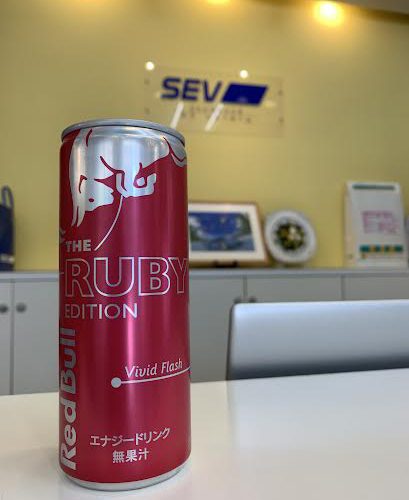 SEV
THE
RUBY
EDITION
Vivid Flash
Red Bull
エナジードリンク
無果汁